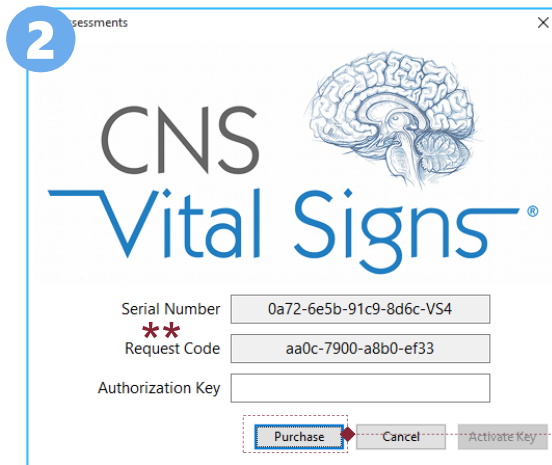 2
sessments
CNS
Vital Signs®
Serial Number 0a72-6e5b-91c9-8d6c-VS4
**
Request Code aa0c-7900-a8b0-ef33
Authorization Key
Purchase Cancel Activate Key